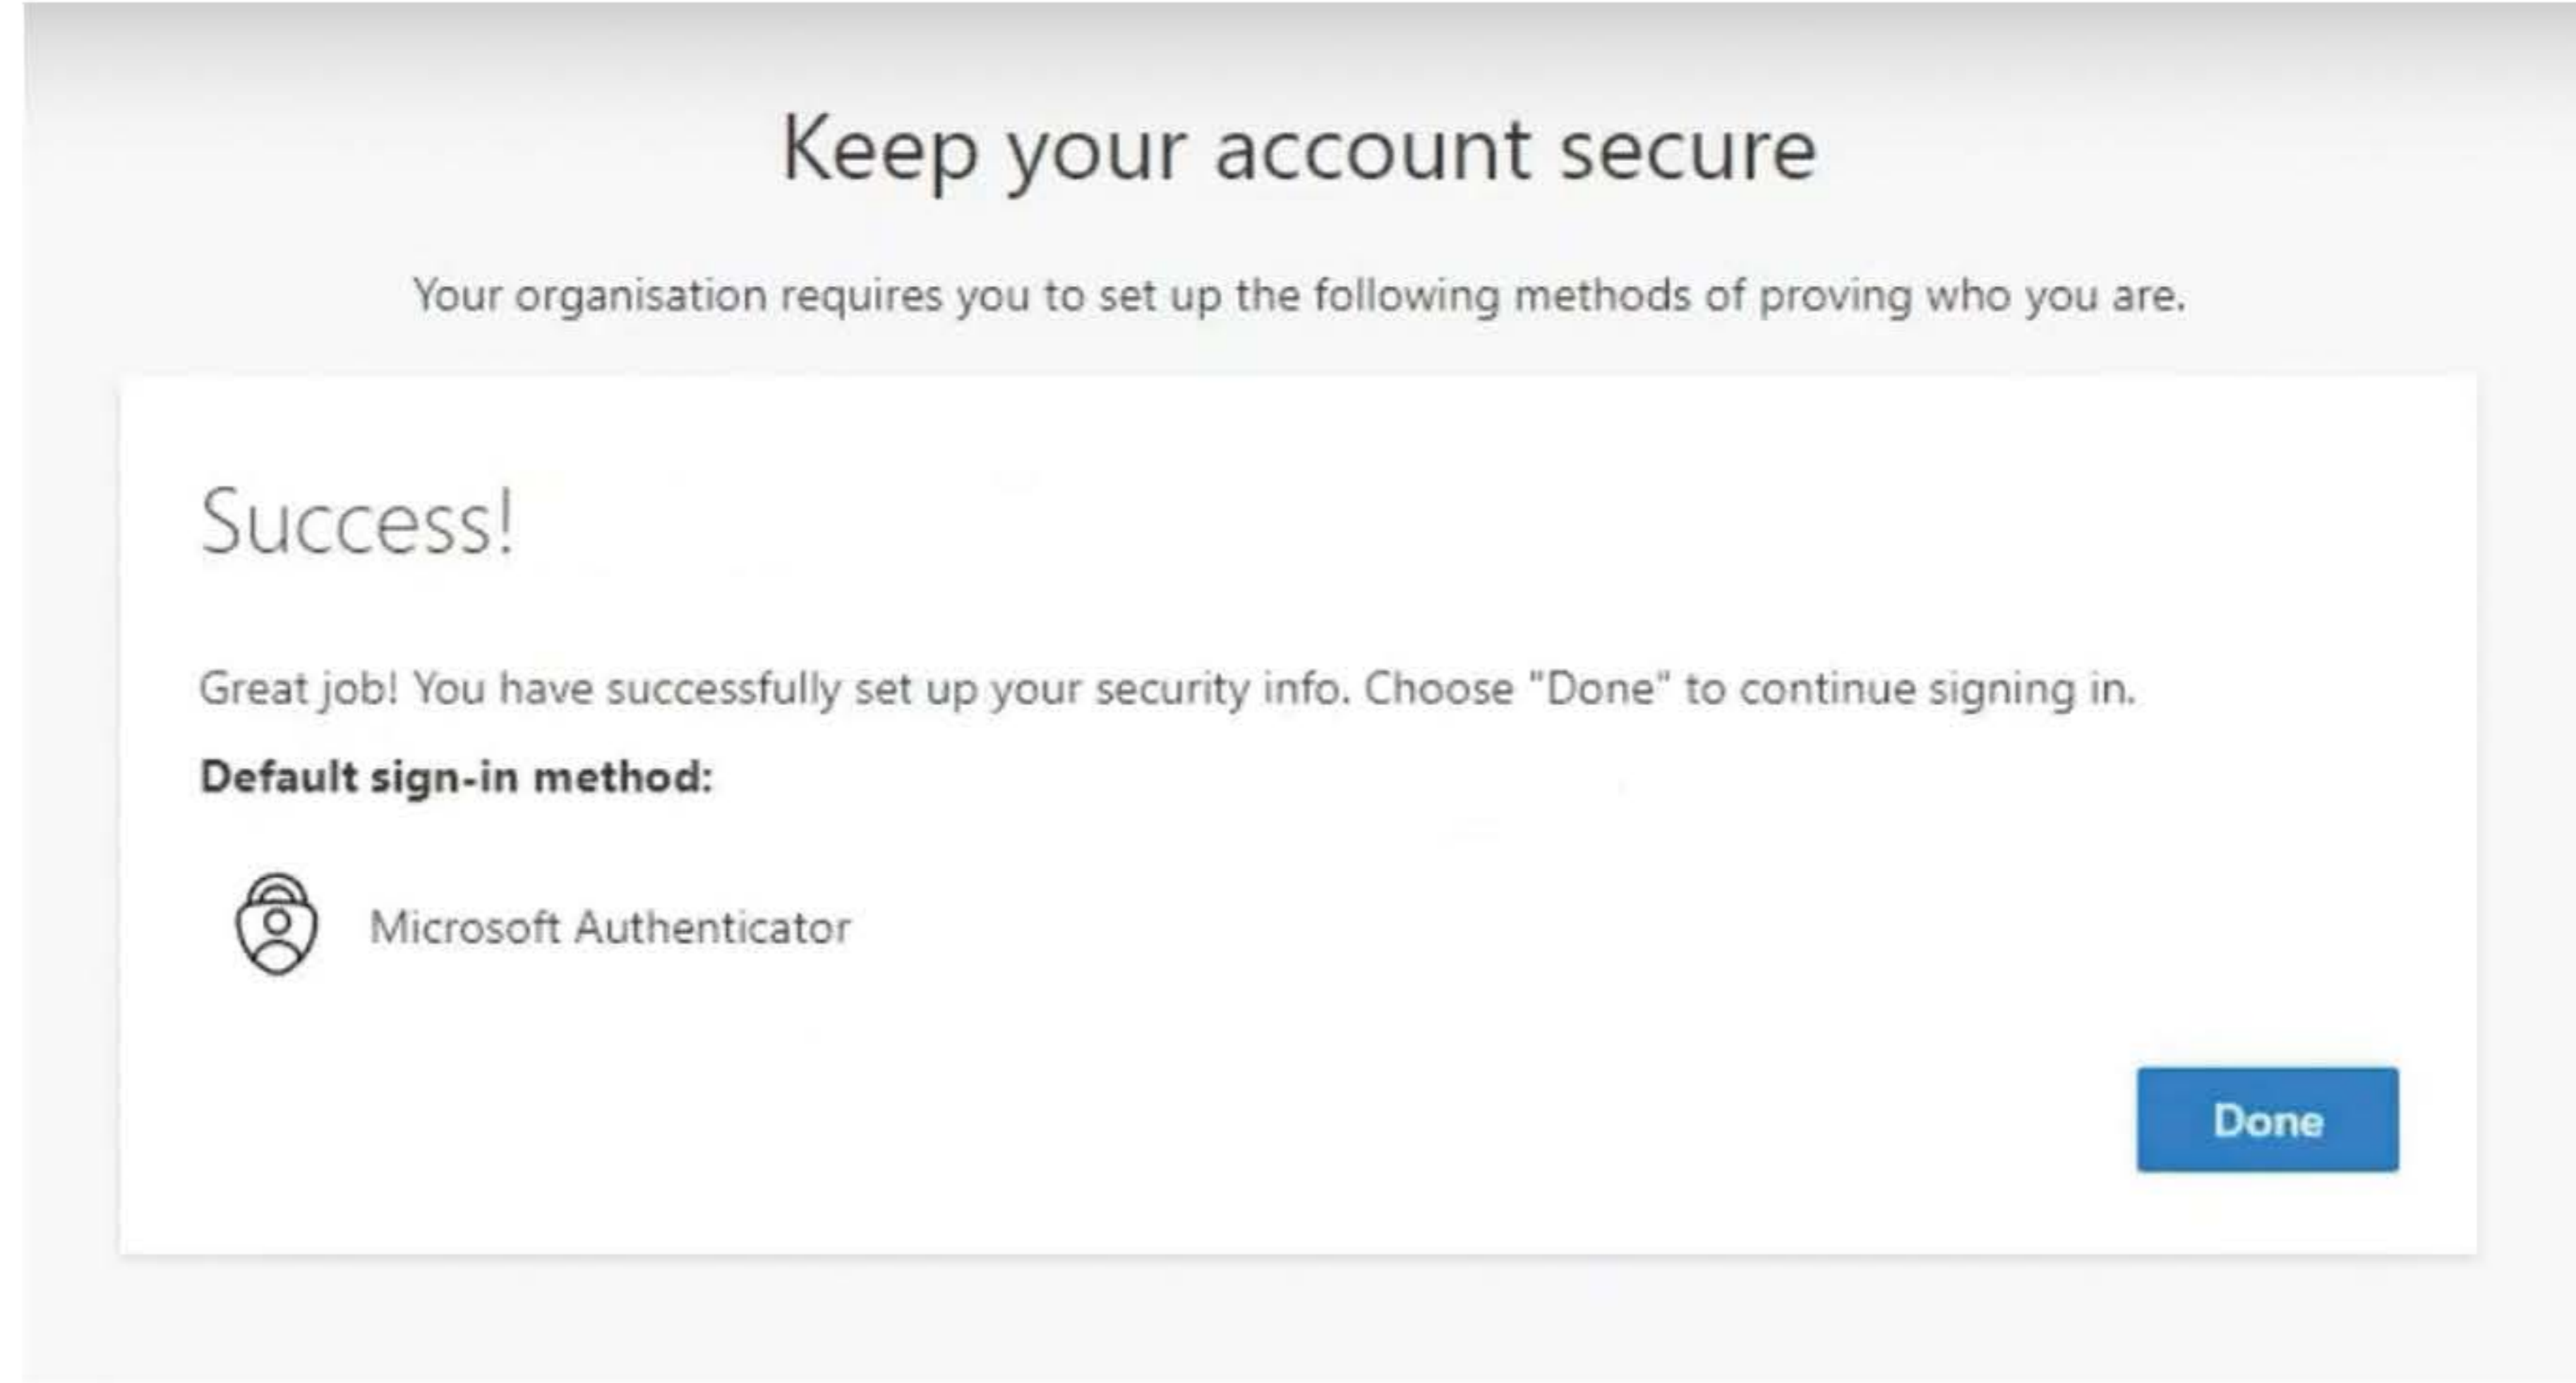 Keep your account secure
Your organisation requires you to set up the following methods of proving who you are.
Success!
Great job! You have successfully set up your security info. Choose "Done" to continue signing in.
Default sign-in method:
Microsoft Authenticator
Done